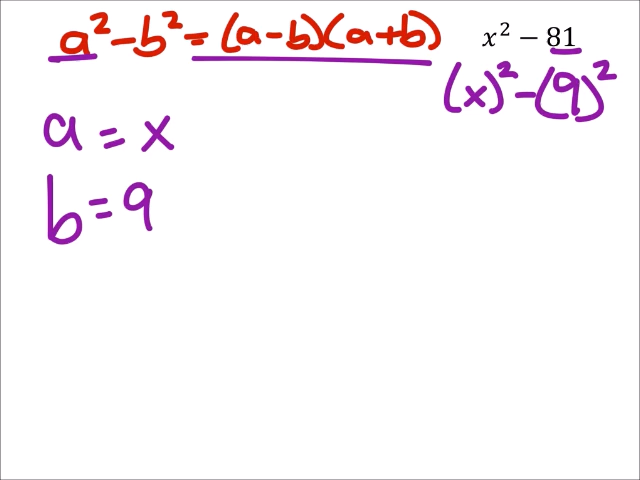 a² - b² = (a - b)(a + b)
x² − 81
(x)² - (9)²
a = x
b = 9